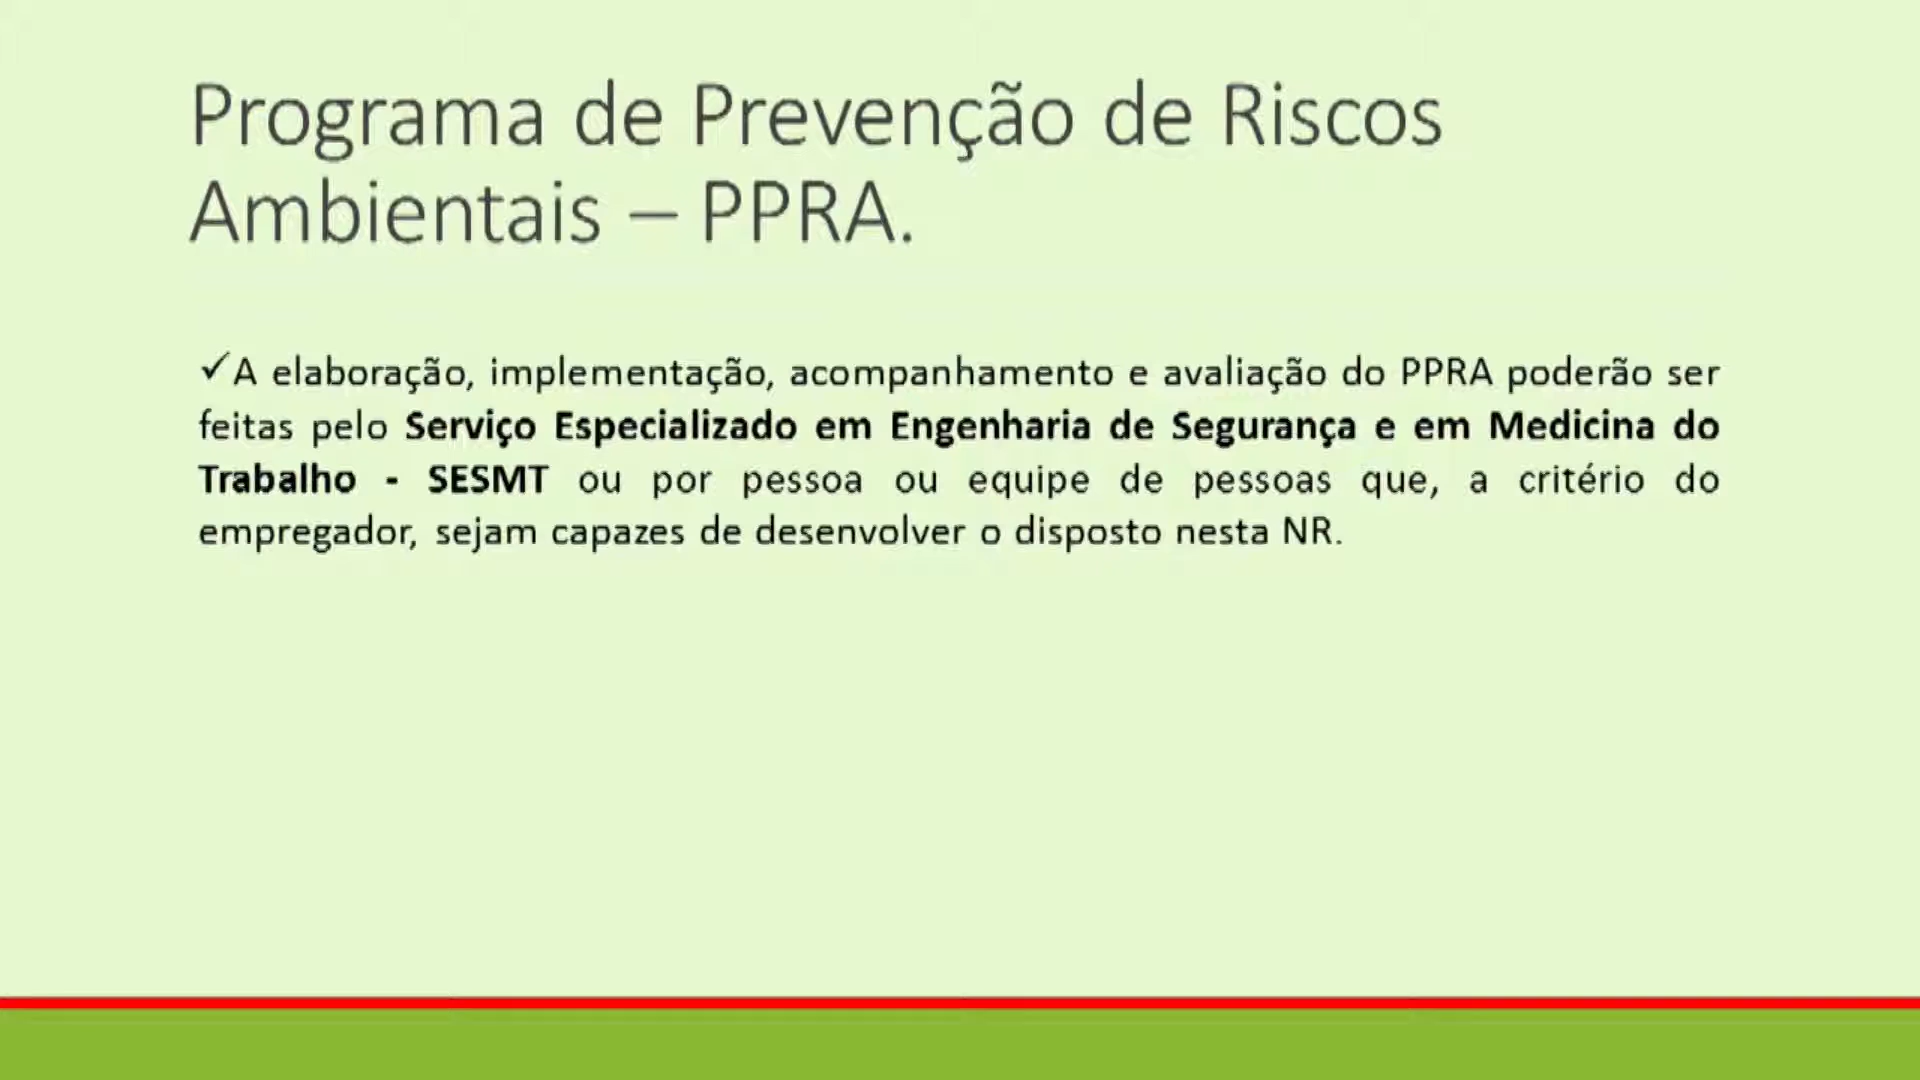 Programa de Prevenção de Riscos
Ambientais – PPRA.
✓A elaboração, implementação, acompanhamento e avaliação do PPRA poderão ser
feitas pelo Serviço Especializado em Engenharia de Segurança e em Medicina do
Trabalho - SESMT ou por pessoa ou equipe de pessoas que, a critério do
empregador, sejam capazes de desenvolver o disposto nesta NR.